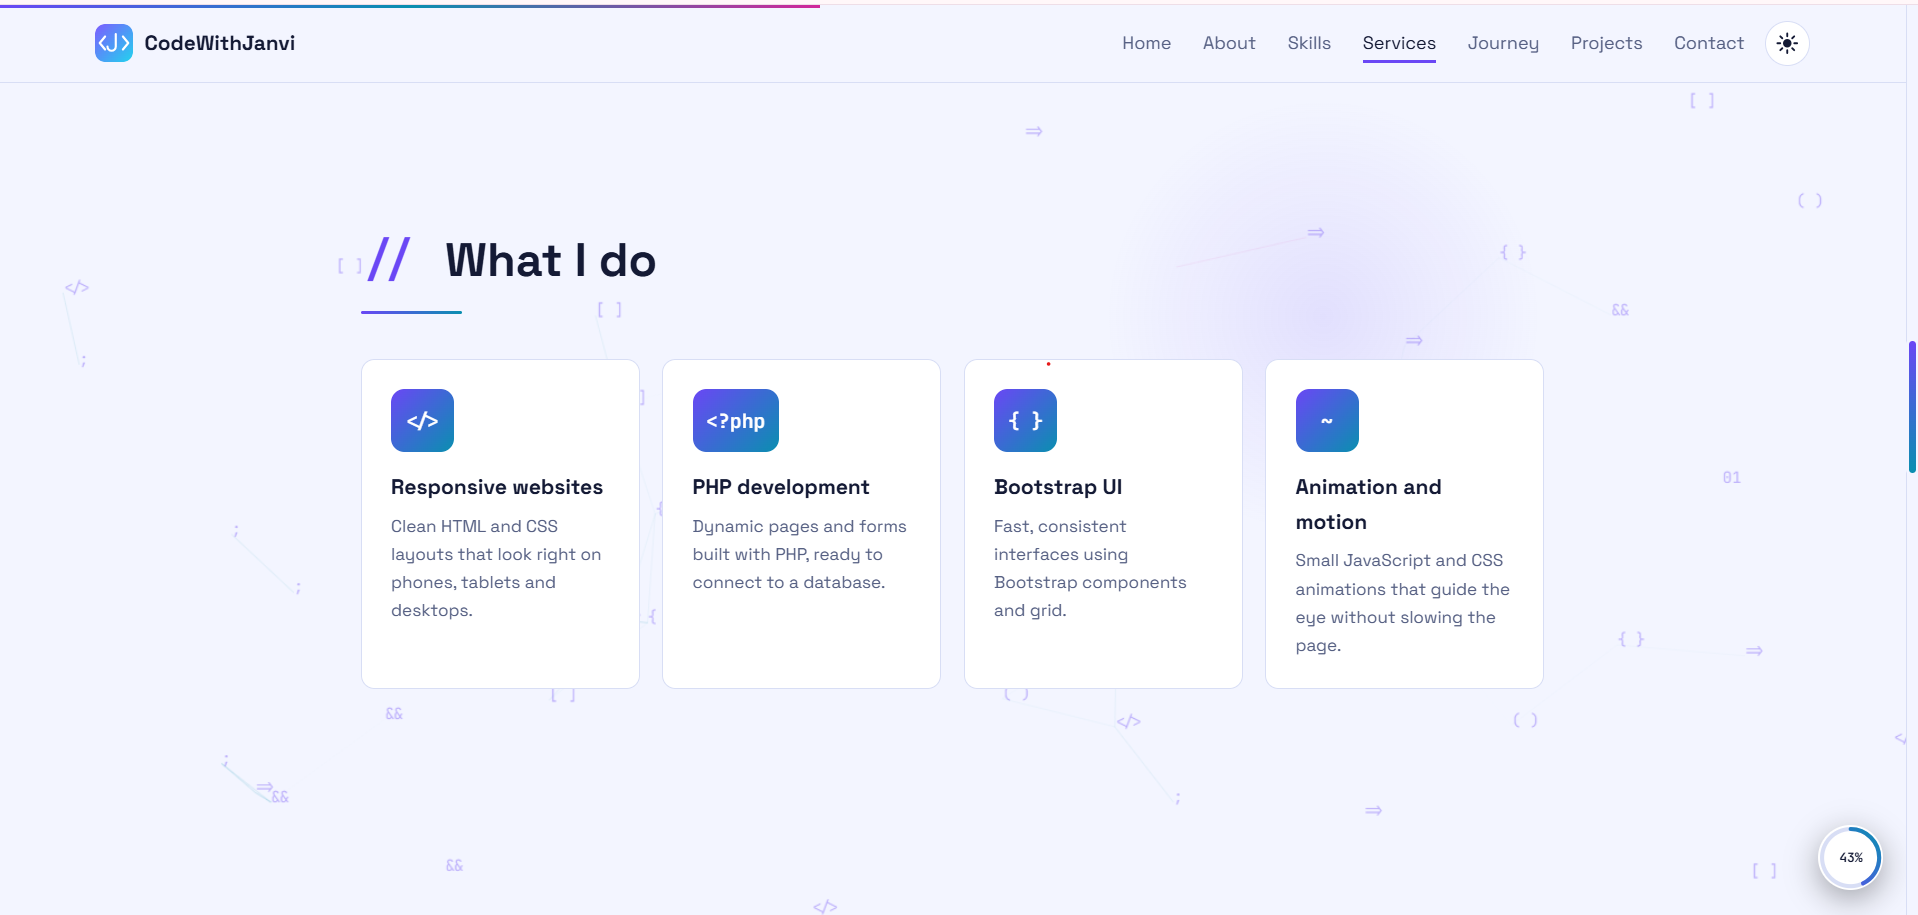 CodeWithJanvi
Home About Skills Services Journey Projects Contact
// What I do
</>
Responsive websites
Clean HTML and CSS
layouts that look right on
phones, tablets and
desktops.
<?php
PHP development
Dynamic pages and forms
built with PHP, ready to
connect to a database.
{ }
Bootstrap UI
Fast, consistent
interfaces using
Bootstrap components
and grid.
~
Animation and
motion
Small JavaScript and CSS
animations that guide the
eye without slowing the
page.
[ ]
=>
( )
=>
{ }
[ ]
</>
[ ]
&&
=>
;
01
;
;
{ }
=>
[ ]
( )
&&
</>
( )
;
=>
&&
;
=>
&&
[ ]
</>
43%